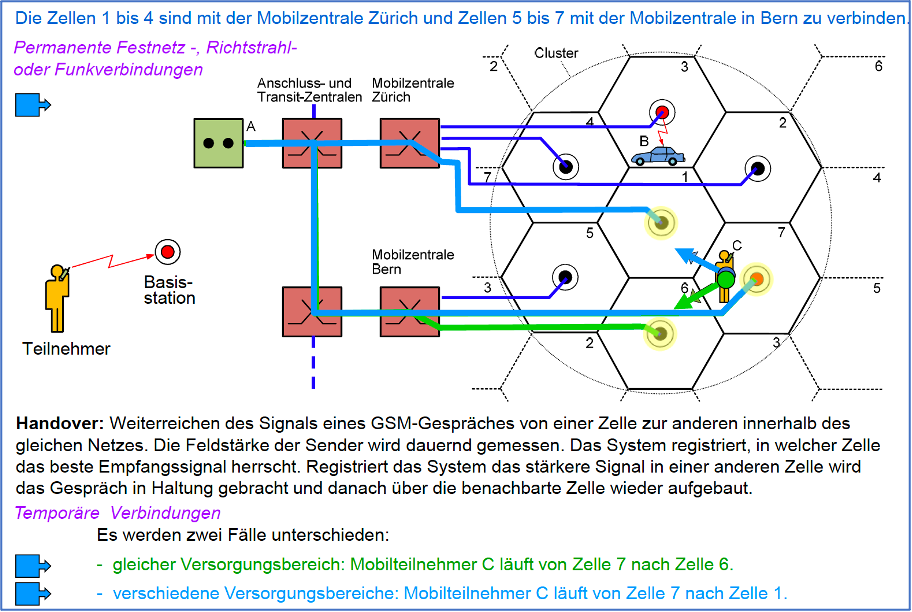 Die Zellen 1 bis 4 sind mit der Mobilzentrale Zürich und Zellen 5 bis 7 mit der Mobilzentrale in Bern zu verbinden.
Permanente Festnetz -, Richtstrahl-
oder Funkverbindungen
Cluster
2
3
6
Anschluss- und
Transit-Zentralen
Mobilzentrale
Zürich
A
4
2
B
7
1
4
5
7
C
Mobilzentrale
Bern
3
6
5
Basis-
station
Teilnehmer
2
3
Handover: Weiterreichen des Signals eines GSM-Gespräches von einer Zelle zur anderen innerhalb des
gleichen Netzes. Die Feldstärke der Sender wird dauernd gemessen. Das System registriert, in welcher Zelle
das beste Empfangssignal herrscht. Registriert das System das stärkere Signal in einer anderen Zelle wird
das Gespräch in Haltung gebracht und danach über die benachbarte Zelle wieder aufgebaut.
Temporäre Verbindungen
Es werden zwei Fälle unterschieden:
- gleicher Versorgungsbereich: Mobilteilnehmer C läuft von Zelle 7 nach Zelle 6.
- verschiedene Versorgungsbereiche: Mobilteilnehmer C läuft von Zelle 7 nach Zelle 1.